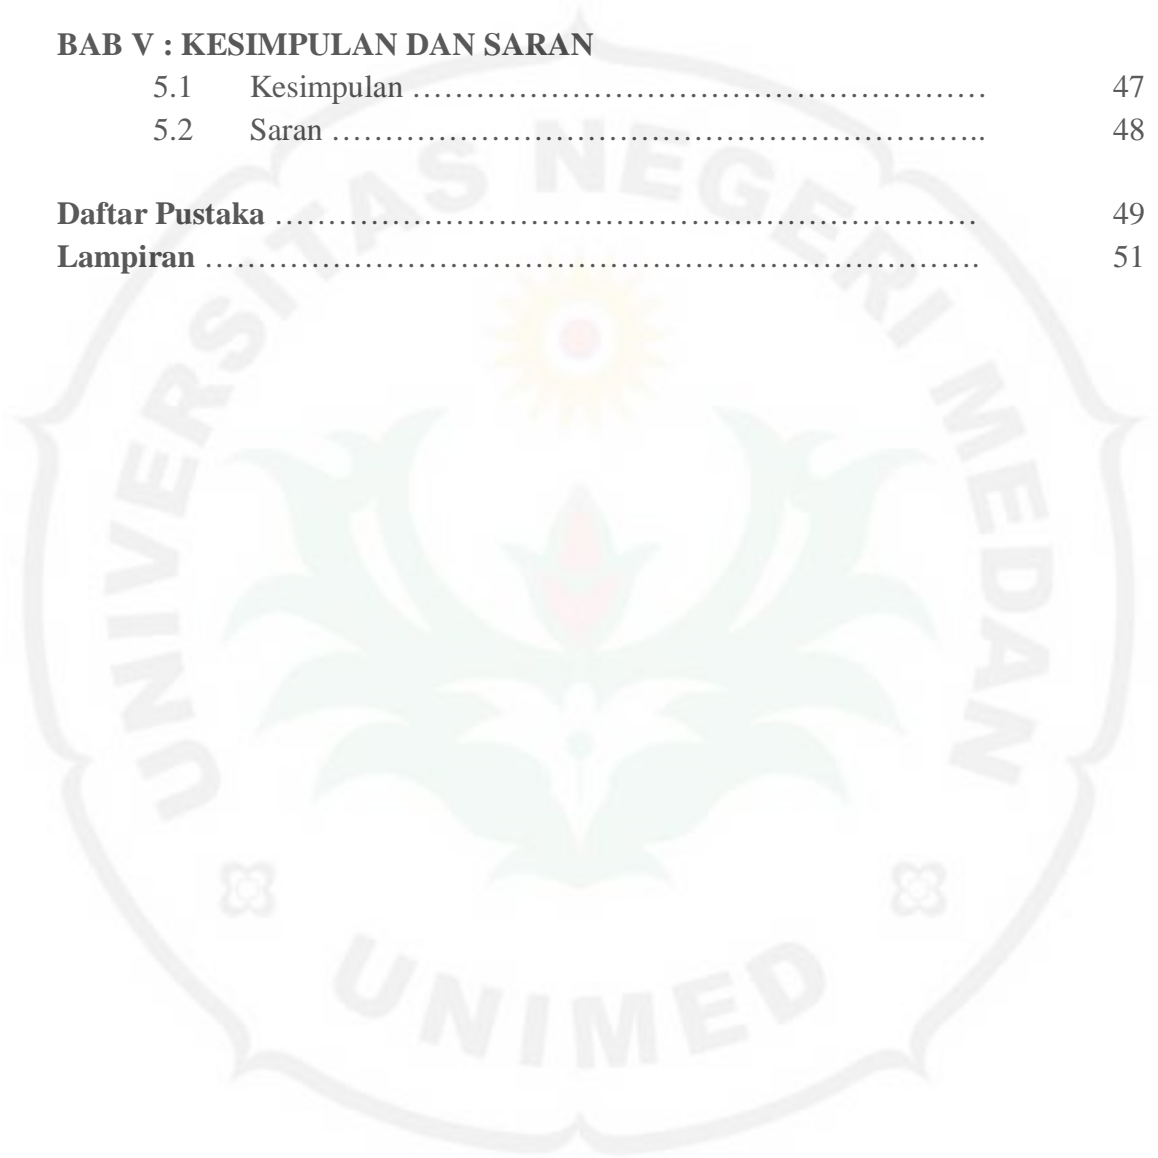 BAB V : KESIMPULAN DAN SARAN
5.1 Kesimpulan ……………………………………………… 47
5.2 Saran …………………………………………………….. 48
Daftar Pustaka ………………………………………………………… 49
Lampiran ………………………………………………………………. 51
UNIVERSITAS NEGERI MEDAN
UNIMED